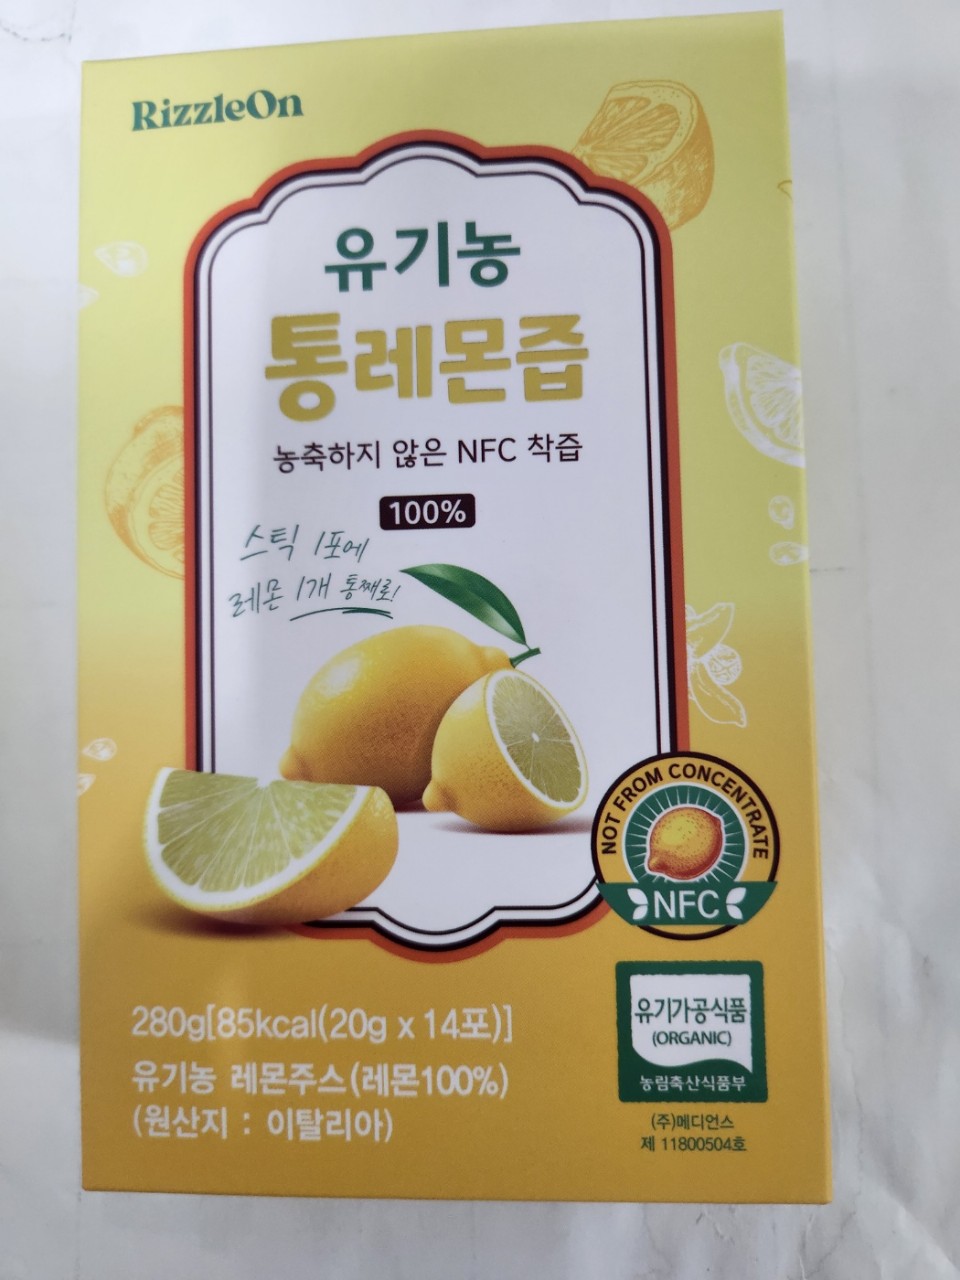 RizzleOn
유기농
통레몬즙
농축하지 않은 NFC 착즙
100%
스틱 1포에
레몬 1개 통째로!
NOT FROM CONCENTRATE
NFC
280g[85kcal(20g x 14포)]
유기농 레몬주스(레몬100%)
(원산지 : 이탈리아)
유기가공식품
(ORGANIC)
농림축산식품부
(주)메디언스
제 11800504호